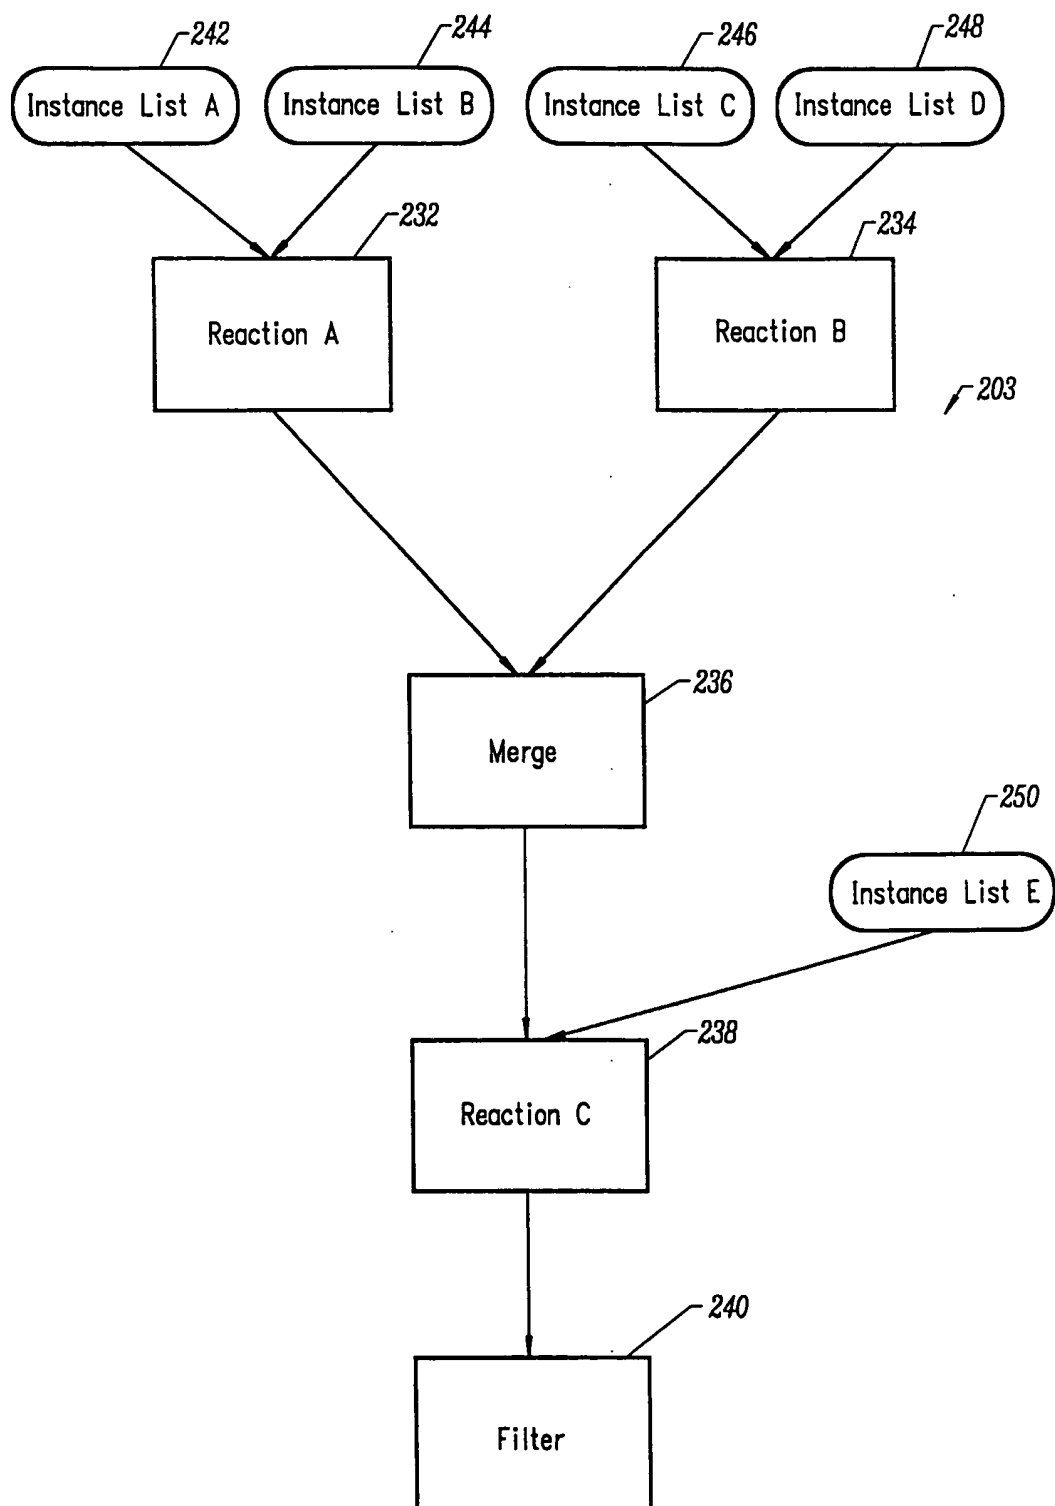 242
244
246
248
Instance List A
Instance List B
Instance List C
Instance List D
232
234
Reaction A
Reaction B
203
236
Merge
250
Instance List E
238
Reaction C
240
Filter